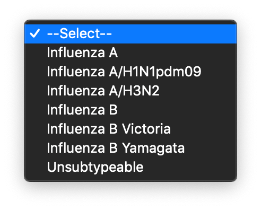 ✓ --Select--
Influenza A
Influenza A/H1N1pdm09
Influenza A/H3N2
Influenza B
Influenza B Victoria
Influenza B Yamagata
Unsubtypeable